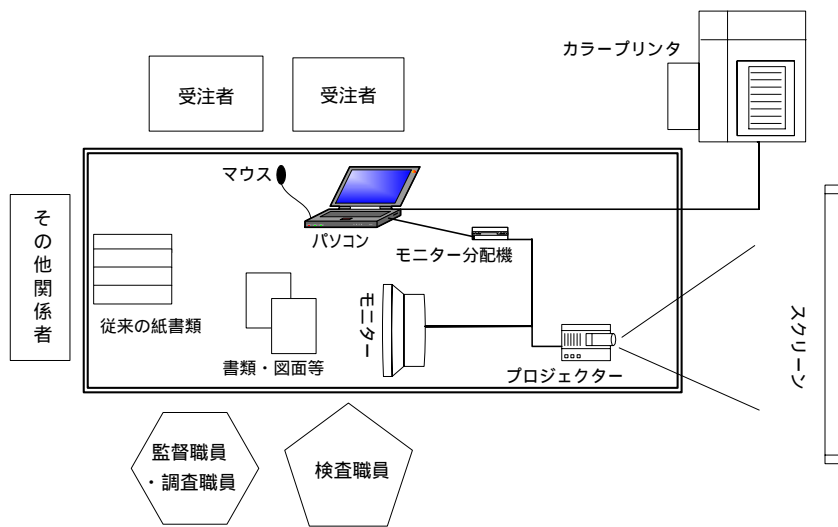 カラープリンタ
受注者
受注者
マウス
パソコン
モニター分配機
その他関係者
従来の紙書類
書類・図面等
モニター
プロジェクター
スクリーン
監督職員
・調査職員
検査職員